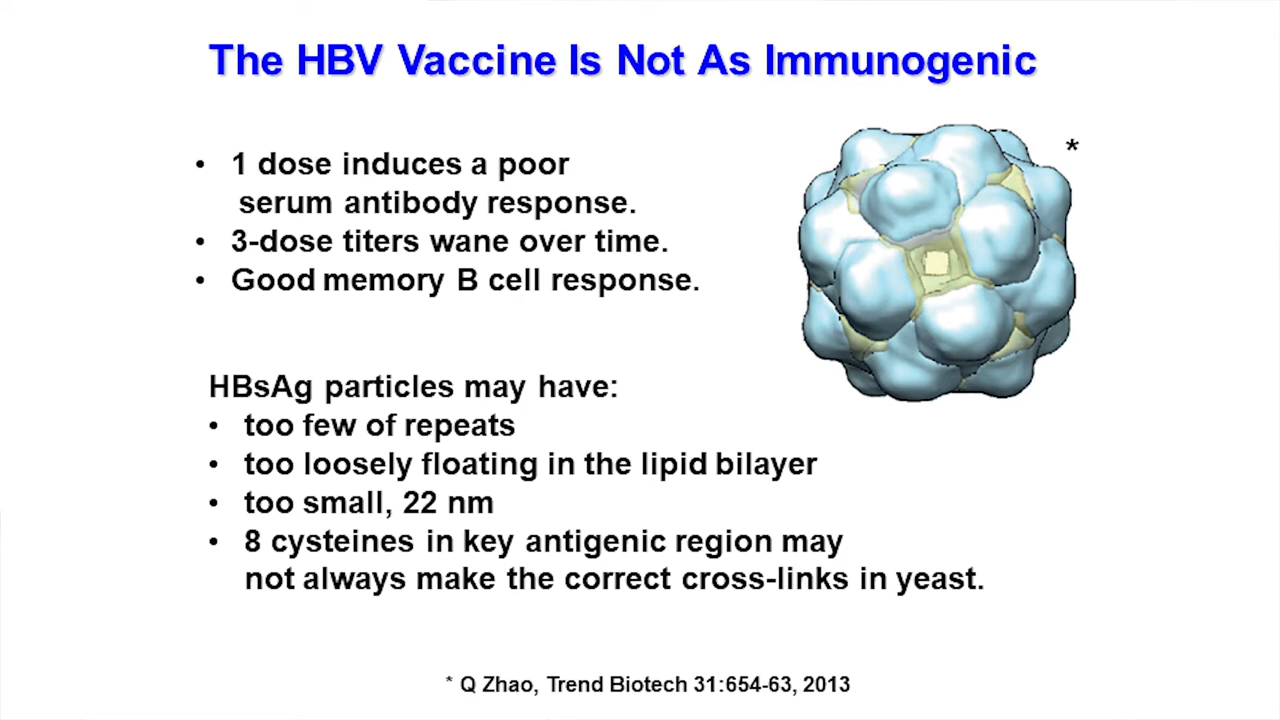 The HBV Vaccine Is Not As Immunogenic
• 1 dose induces a poor
serum antibody response.
• 3-dose titers wane over time.
• Good memory B cell response.
*
HBsAg particles may have:
• too few of repeats
• too loosely floating in the lipid bilayer
• too small, 22 nm
• 8 cysteines in key antigenic region may
not always make the correct cross-links in yeast.
* Q Zhao, Trend Biotech 31:654-63, 2013